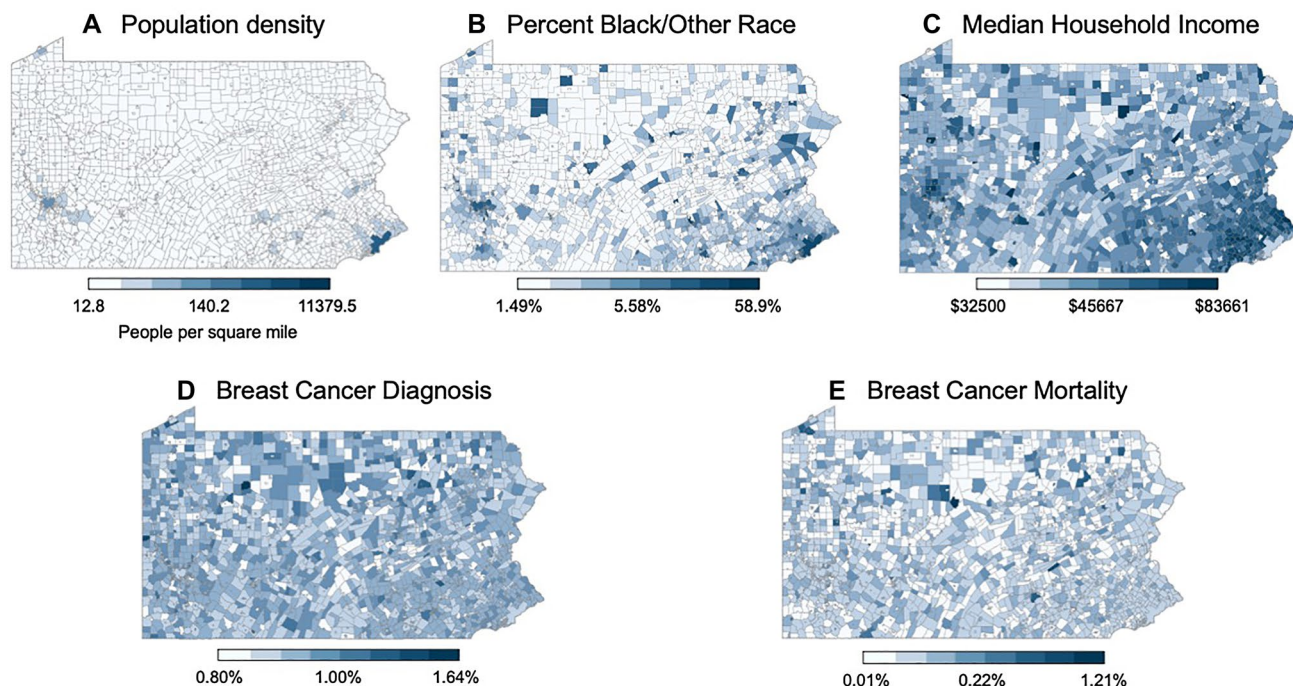 A Population density
B Percent Black/Other Race
C Median Household Income
12.8 140.2 11379.5
People per square mile
1.49% 5.58% 58.9%
$32500 $45667 $83661
D Breast Cancer Diagnosis
E Breast Cancer Mortality
0.80% 1.00% 1.64%
0.01% 0.22% 1.21%